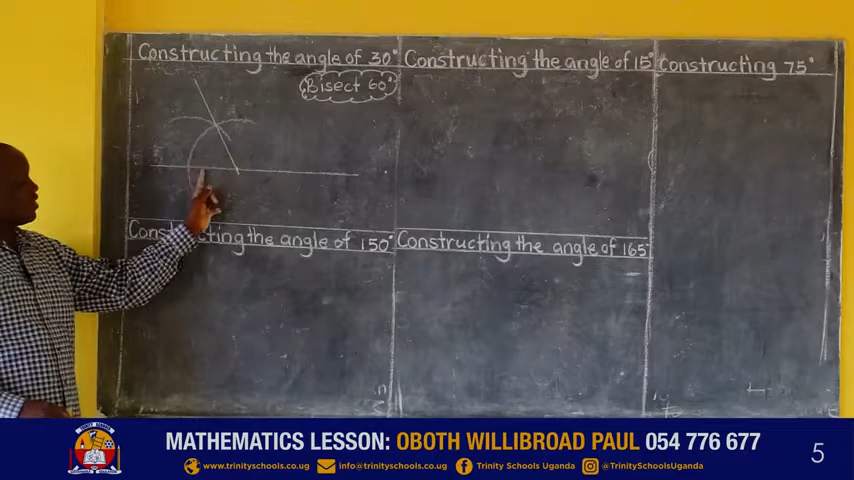 Constructing the angle of 30°
Bisect 60°
Constructing the angle of 15°
Constructing 75°
Constructing the angle of 150°
Constructing the angle of 165°
MATHEMATICS LESSON: OBOTH WILLIBROAD PAUL 054 776 677
www.trinityschools.co.ug info@trinityschools.co.ug Trinity Schools Uganda @TrinitySchoolsUganda
5
TRINITY SCHOOLS